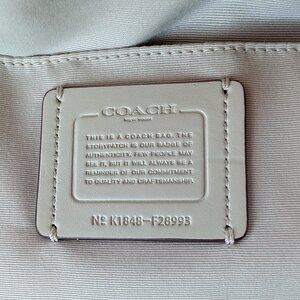 COACH
NEW YORK
THIS IS A COACH BAG. THE
STORYPATCH IS OUR BADGE OF
AUTHENTICITY. FEW PEOPLE MAY
SEE IT, BUT IT WILL ALWAYS BE A
REMINDER OF OUR COMMITMENT
TO QUALITY AND CRAFTSMANSHIP.
Nº K1848-F28993